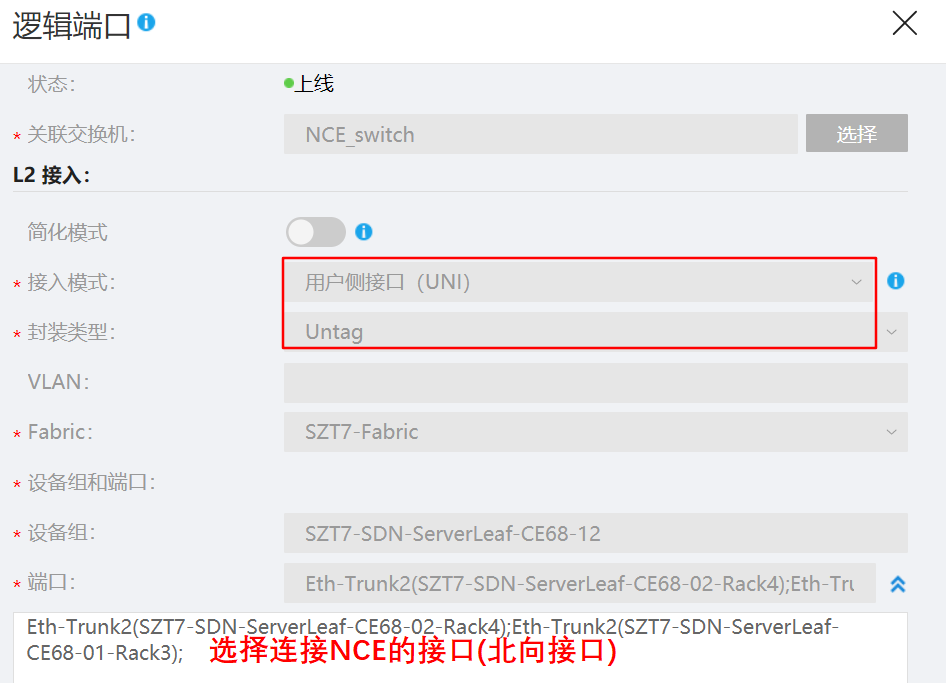 逻辑端口
状态：
上线
* 关联交换机：
NCE_switch
选择
L2 接入：
简化模式
* 接入模式：
用户侧接口（UNI）
* 封装类型：
Untag
VLAN：
* Fabric：
SZT7-Fabric
* 设备组和端口：
* 设备组：
SZT7-SDN-ServerLeaf-CE68-12
* 端口：
Eth-Trunk2(SZT7-SDN-ServerLeaf-CE68-02-Rack4);Eth-Tru
Eth-Trunk2(SZT7-SDN-ServerLeaf-CE68-02-Rack4);Eth-Trunk2(SZT7-SDN-ServerLeaf-
CE68-01-Rack3);
选择连接NCE的接口(北向接口)